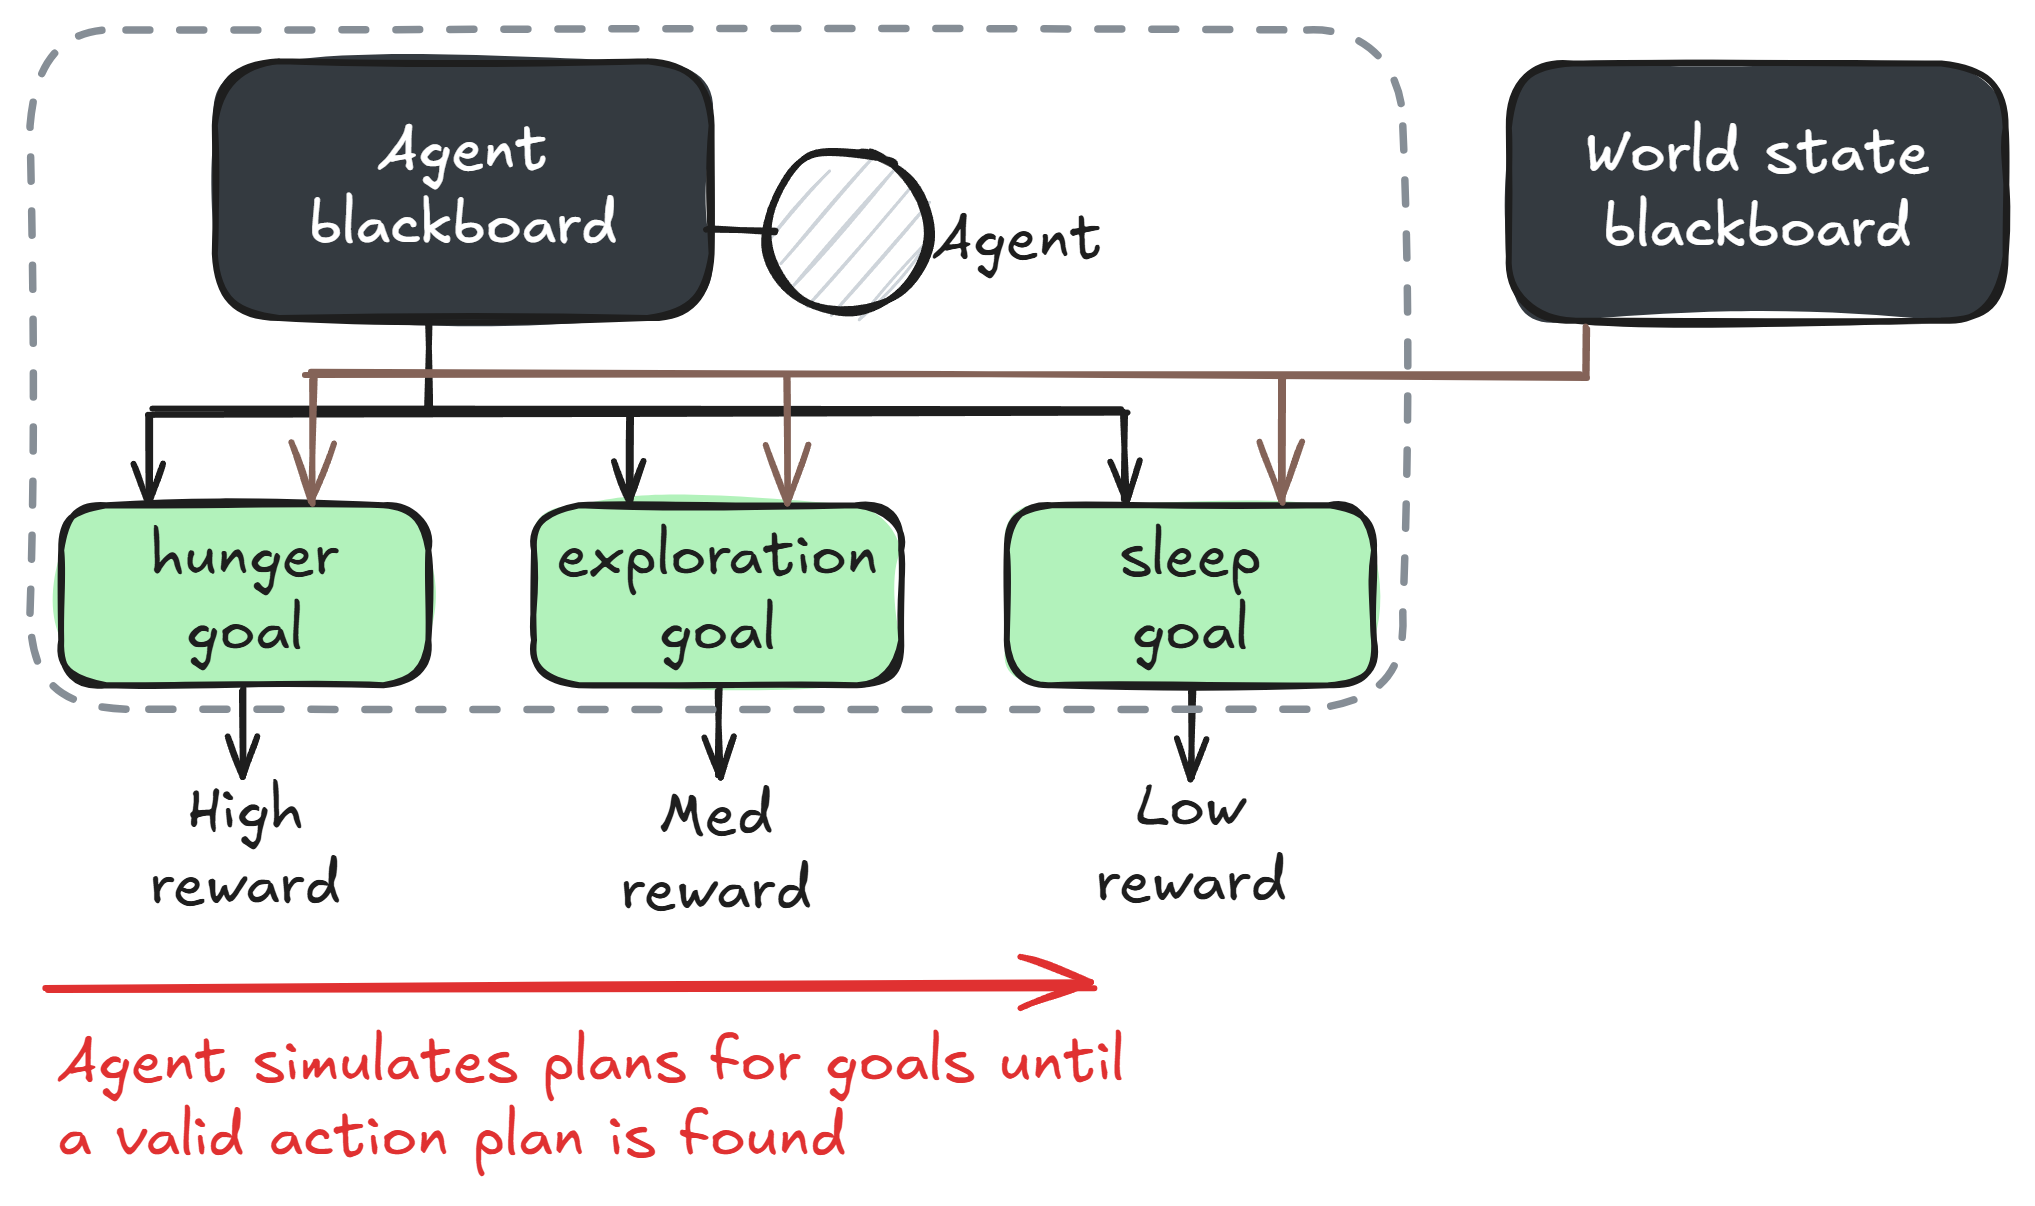 Agent
blackboard
Agent
World state
blackboard
hunger
goal
exploration
goal
sleep
goal
High
reward
Med
reward
Low
reward
Agent simulates plans for goals until
a valid action plan is found